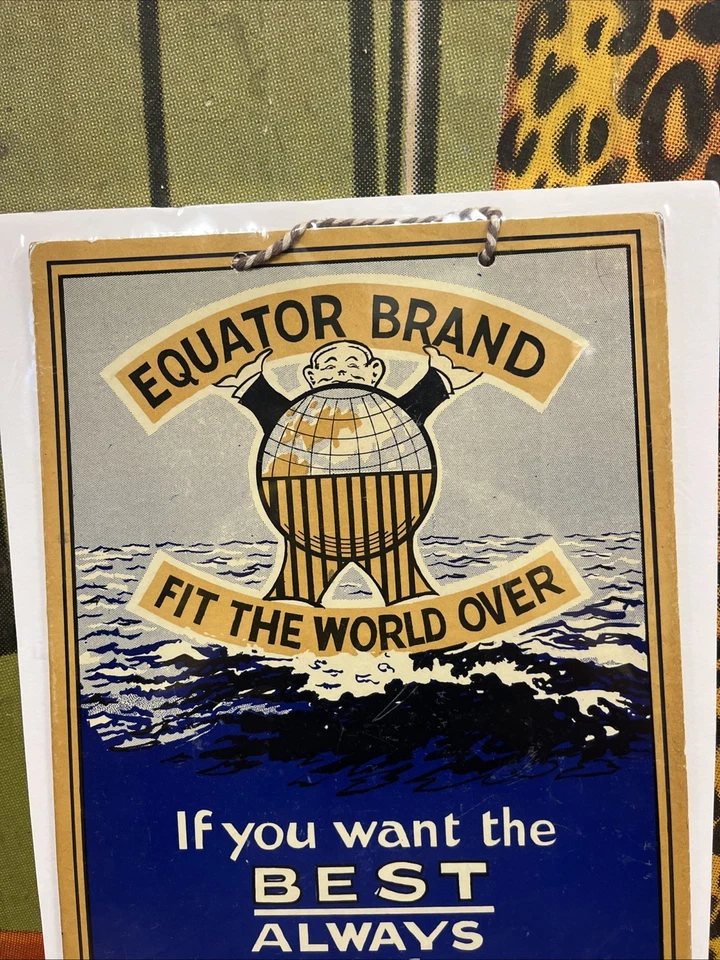 EQUATOR BRAND
FIT THE WORLD OVER
If you want the
BEST
ALWAYS